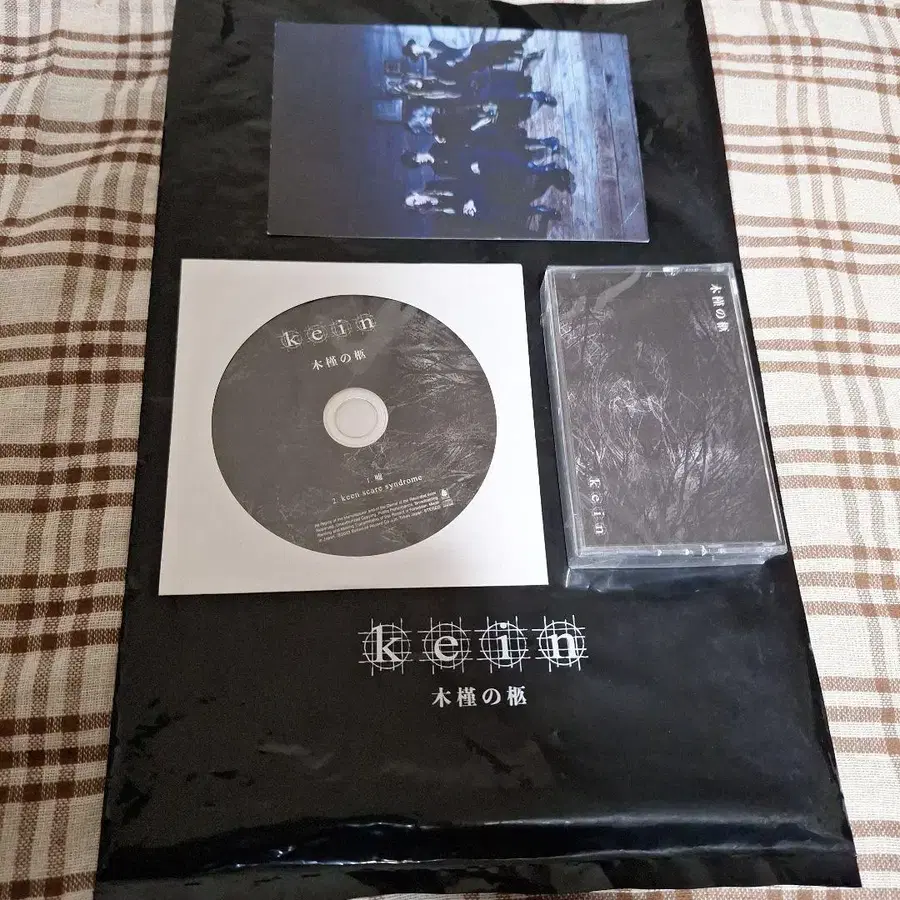 kein
木槿の柩
1. 嘘
2. keen scare syndrome
木槿の柩
kein
kein
木槿の柩